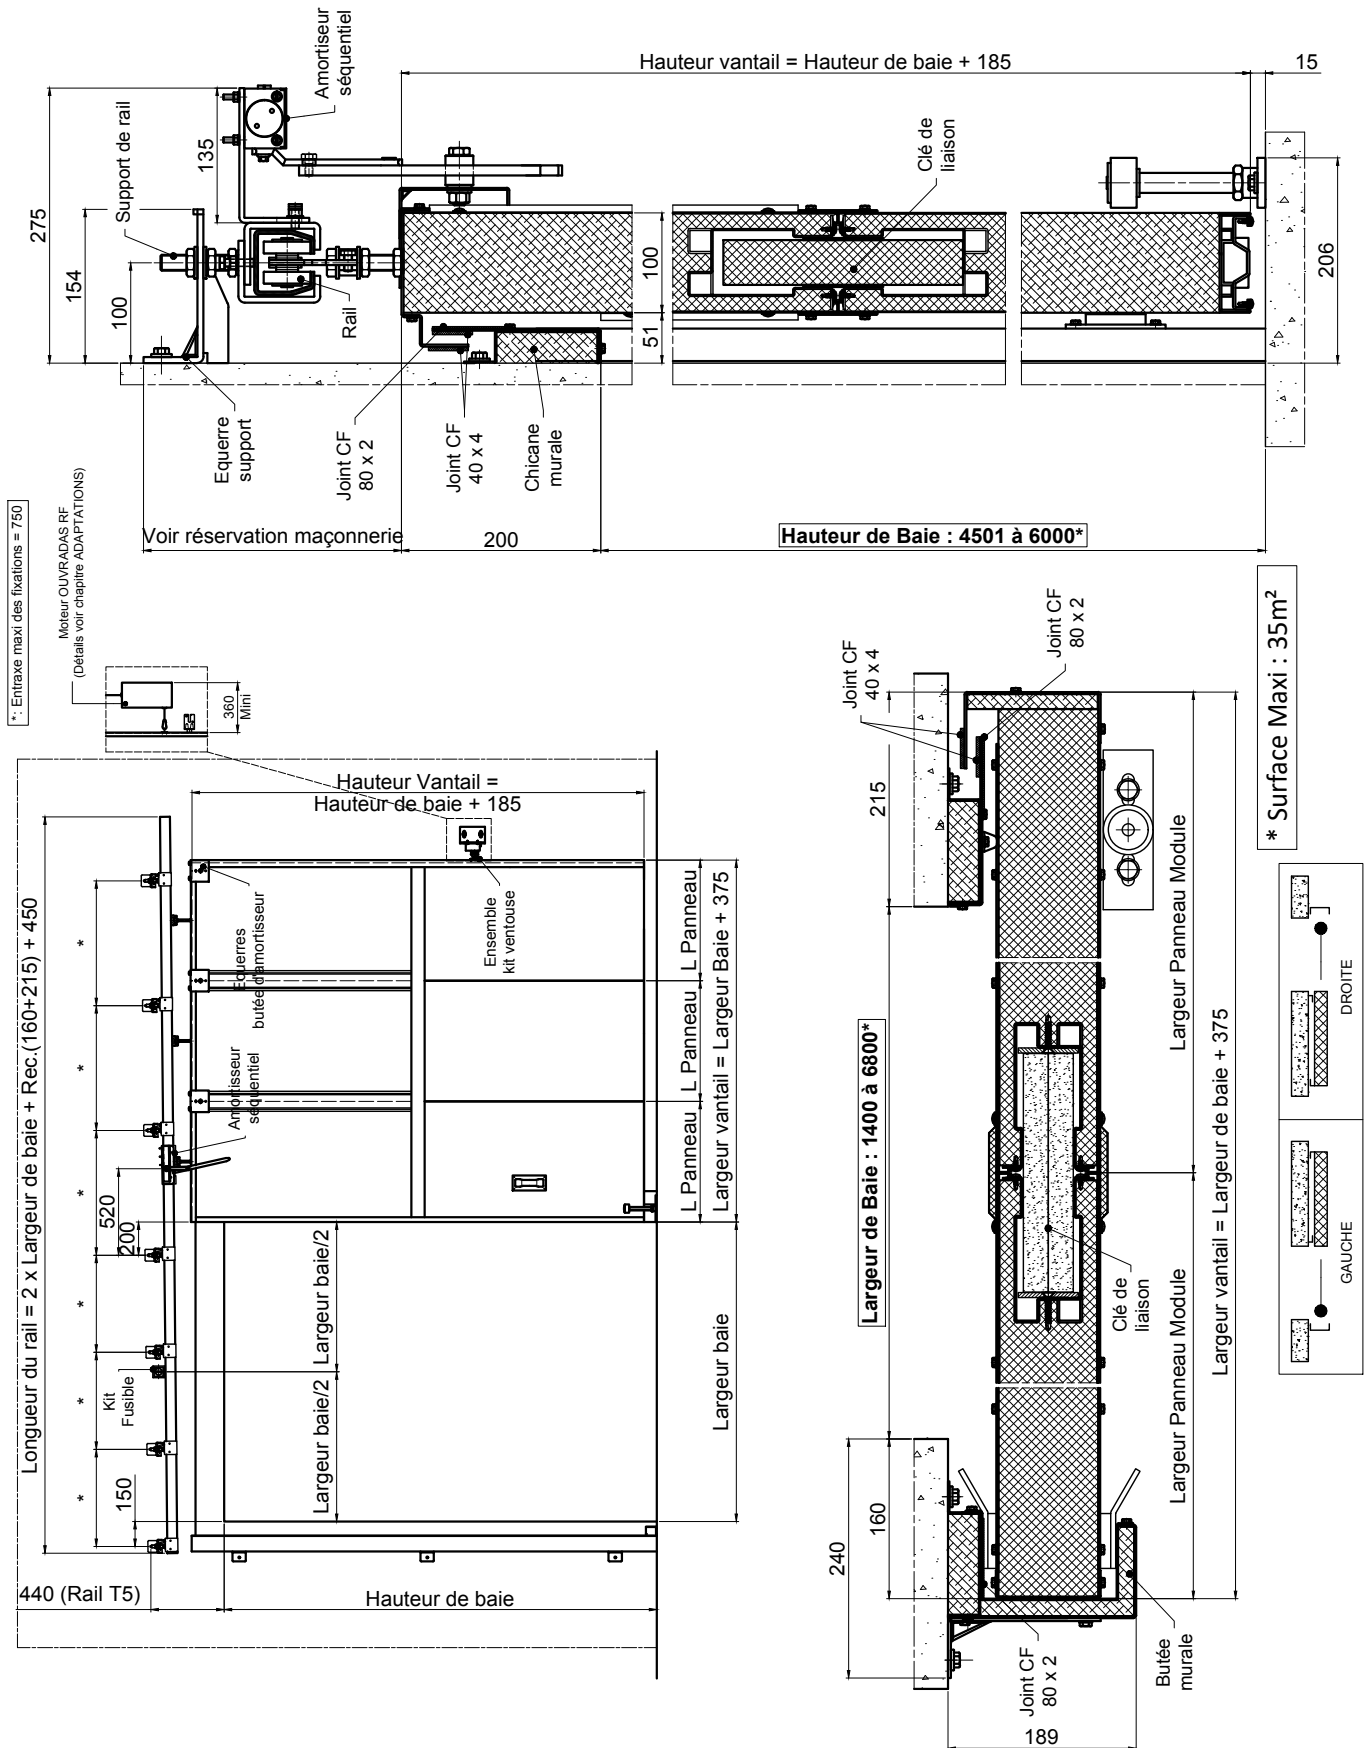 Hauteur vantail = Hauteur de baie + 185
15
Amortisseur
séquentiel
Support de rail
275
154
100
135
Rail
Clé de
liaison
100
51
206
Equerre
support
Joint CF
80 x 2
Joint CF
40 x 4
Chicane
murale
Voir réservation maçonnerie
200
Hauteur de Baie : 4501 à 6000*
*: Entraxe maxi des fixations = 750
Moteur OUVRADAS RF
(Détails voir chapitre ADAPTATIONS)
360
Mini
Longueur du rail = 2 x Largeur de baie + Rec.(160+215) + 450
Hauteur Vantail =
Hauteur de baie + 185
*
*
*
*
*
*
520
200
150
Equerres
butée d'amortisseur
Amortisseur
séquentiel
Ensemble
kit ventouse
Kit
Fusible
L Panneau
L Panneau
L Panneau
Largeur vantail = Largeur Baie + 375
Largeur baie/2
Largeur baie/2
Largeur baie
440 (Rail T5)
Hauteur de baie
* Surface Maxi : 35m²
Joint CF
40 x 4
Joint CF
80 x 2
215
Largeur de Baie : 1400 à 6800*
Largeur Panneau Module
Largeur Panneau Module
Largeur vantail = Largeur de baie + 375
Clé de
liaison
160
240
Joint CF
80 x 2
Butée
murale
189
DROITE
GAUCHE